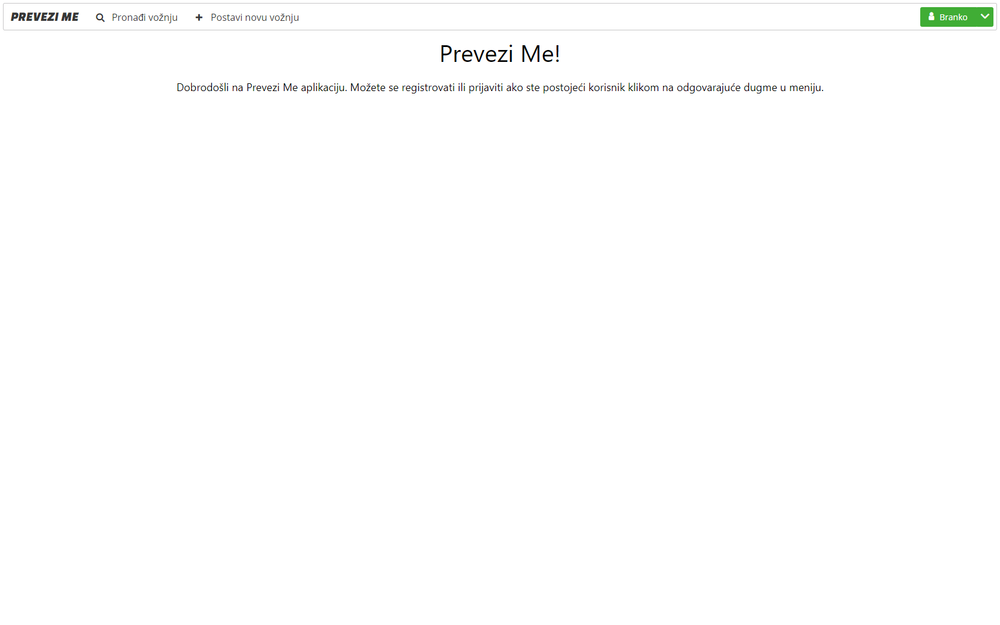 PREVEZI ME Pronađi vožnju Postavi novu vožnju Branko
Prevezi Me!
Dobrodošli na Prevezi Me aplikaciju. Možete se registrovati ili prijaviti ako ste postojeći korisnik klikom na odgovarajuće dugme u meniju.